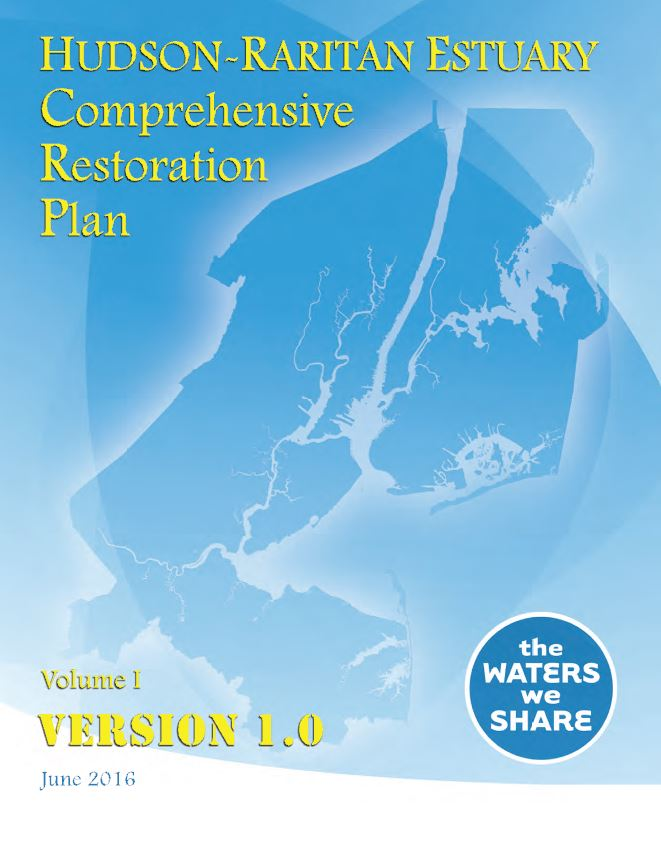 HUDSON-RARITAN ESTUARY
Comprehensive
Restoration
Plan
Volume I
VERSION 1.0
June 2016
the
WATERS
we
SHARE